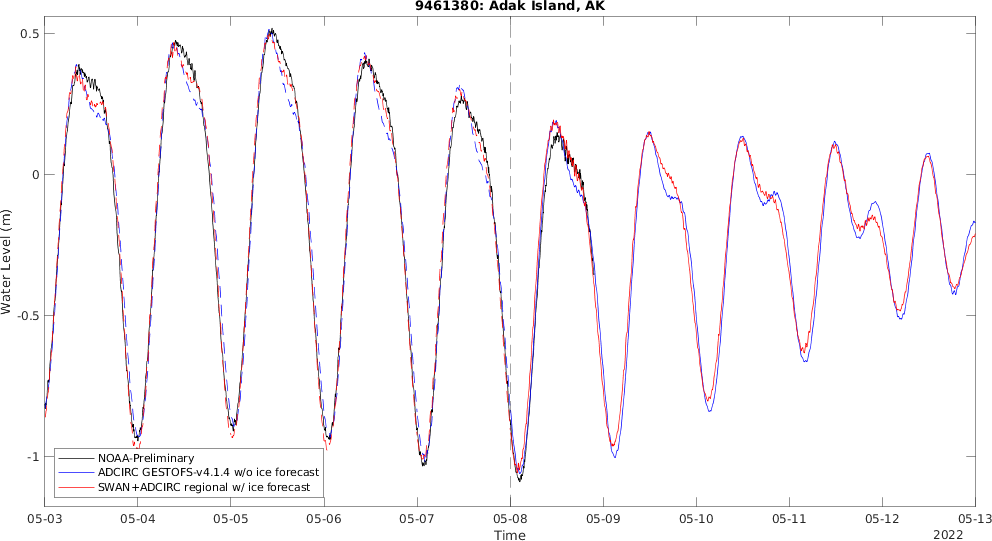 9461380: Adak Island, AK
0.5
0
-0.5
-1
Water Level (m)
NOAA-Preliminary
ADCIRC GESTOFS-v4.1.4 w/o ice forecast
SWAN+ADCIRC regional w/ ice forecast
05-03 05-04 05-05 05-06 05-07 05-08 05-09 05-10 05-11 05-12 05-13
Time
2022